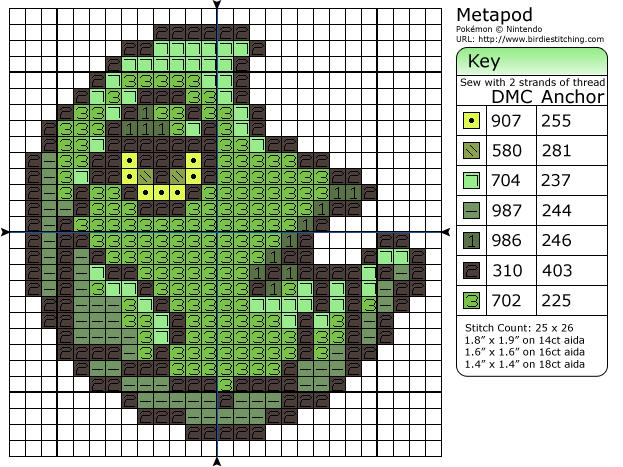 Metapod
Pokémon © Nintendo
URL: http://www.birdiestitching.com
Key
Sew with 2 strands of thread
DMC Anchor
907 255
580 281
704 237
987 244
986 246
310 403
702 225
Stitch Count: 25 x 26
1.8” x 1.9” on 14ct aida
1.6” x 1.6” on 16ct aida
1.4” x 1.4” on 18ct aida